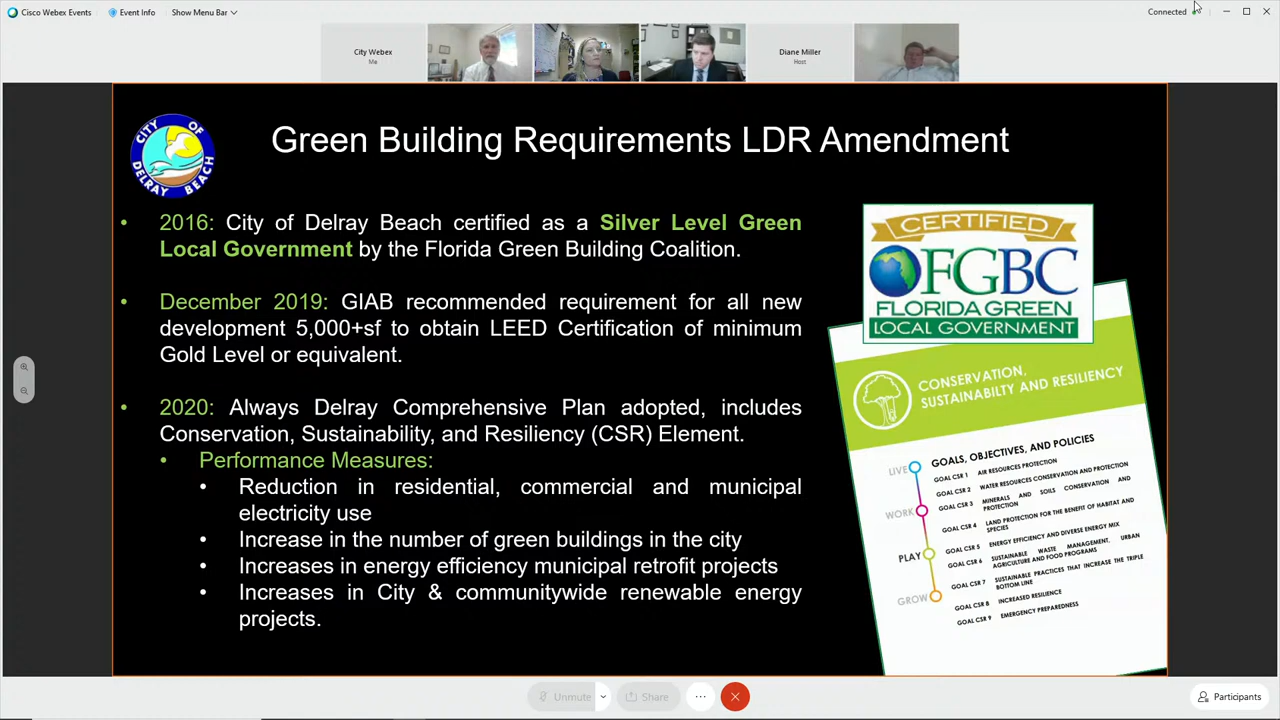 Cisco Webex Events
Event Info
Show Menu Bar
Connected
City Webex
Me
Diane Miller
Host
CITY OF
DELRAY BEACH
Green Building Requirements LDR Amendment
• 2016: City of Delray Beach certified as a Silver Level Green
Local Government by the Florida Green Building Coalition.
• December 2019: GIAB recommended requirement for all new
development 5,000+sf to obtain LEED Certification of minimum
Gold Level or equivalent.
• 2020: Always Delray Comprehensive Plan adopted, includes
Conservation, Sustainability, and Resiliency (CSR) Element.
• Performance Measures:
• Reduction in residential, commercial and municipal
electricity use
• Increase in the number of green buildings in the city
• Increases in energy efficiency municipal retrofit projects
• Increases in City & communitywide renewable energy
projects.
CERTIFIED
FGBC
FLORIDA GREEN
LOCAL GOVERNMENT
CONSERVATION,
SUSTAINABILTY AND RESILIENCY
GOALS, OBJECTIVES, AND POLICIES
LIVE
WORK
PLAY
GROW
GOAL CSR 1 AIR RESOURCES PROTECTION
GOAL CSR 2 WATER RESOURCES CONSERVATION AND PROTECTION
GOAL CSR 3 MINERALS AND SOILS CONSERVATION AND
PROTECTION
GOAL CSR 4 LAND PROTECTION FOR THE BENEFIT OF HABITAT AND
SPECIES
GOAL CSR 5 ENERGY EFFICIENCY AND DIVERSE ENERGY MIX
GOAL CSR 6 SUSTAINABLE WASTE MANAGEMENT, URBAN
AGRICULTURE AND FOOD PROGRAMS
GOAL CSR 7 SUSTAINABLE PRACTICES THAT INCREASE THE TRIPLE
BOTTOM LINE
GOAL CSR 8 INCREASED RESILIENCE
GOAL CSR 9 EMERGENCY PREPAREDNESS
Unmute
Share
Participants